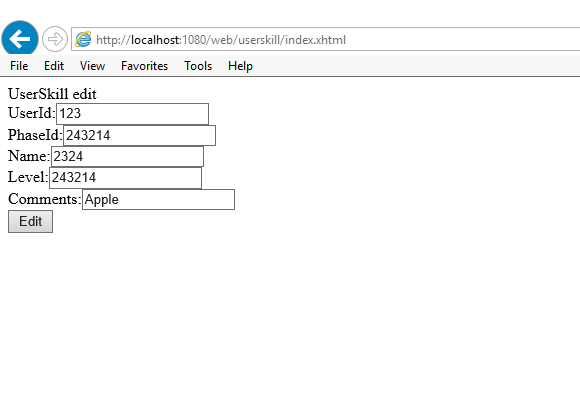 http://localhost:1080/web/userskill/index.xhtml
File Edit View Favorites Tools Help
UserSkill edit
UserId: 123
PhaseId: 243214
Name: 2324
Level: 243214
Comments: Apple
Edit